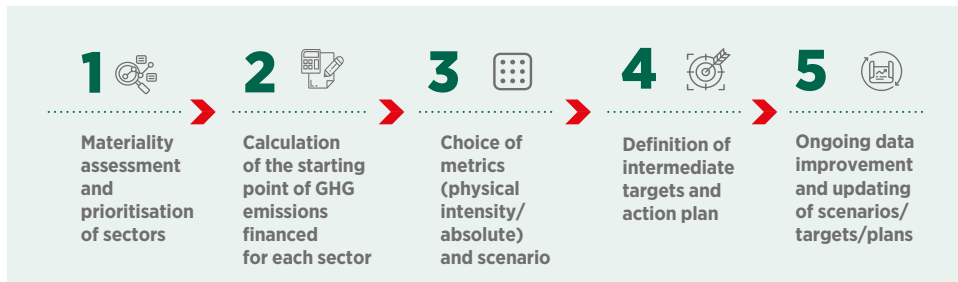 1
Materiality
assessment
and
prioritisation
of sectors
2
Calculation
of the starting
point of GHG
emissions
financed
for each sector
3
Choice of
metrics
(physical
intensity/
absolute)
and scenario
4
Definition of
intermediate
targets and
action plan
5
Ongoing data
improvement
and updating
of scenarios/
targets/plans